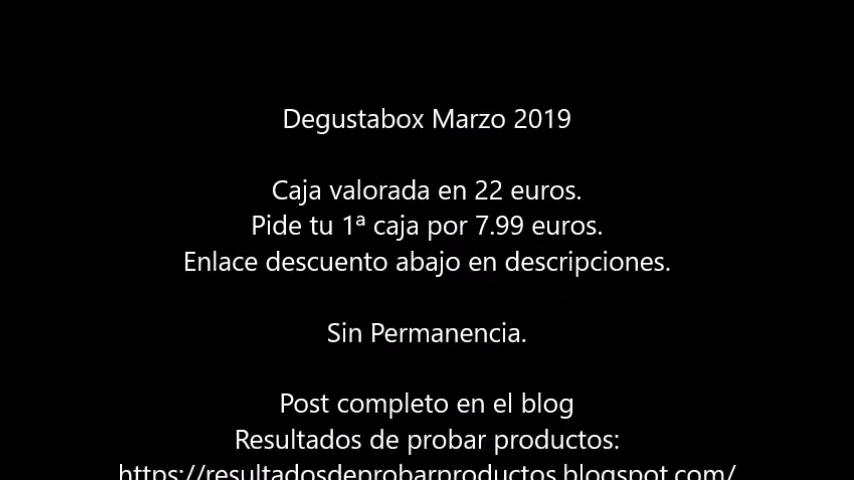 Degustabox Marzo 2019
Caja valorada en 22 euros.
Pide tu 1ª caja por 7.99 euros.
Enlace descuento abajo en descripciones.
Sin Permanencia.
Post completo en el blog
Resultados de probar productos:
https://resultadosdeprobarproductos.blogspot.com/